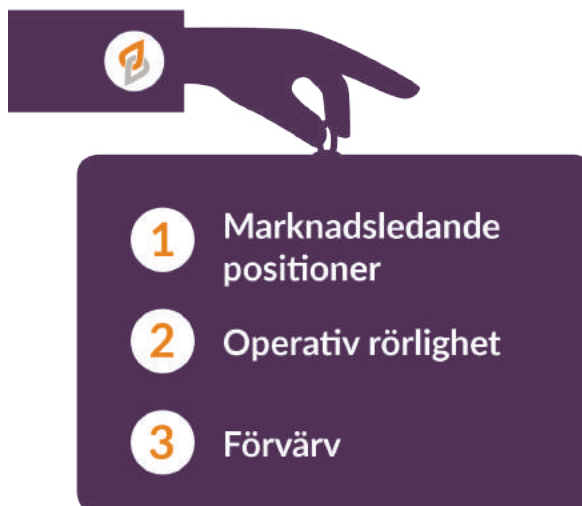 1 Marknadsledande
positioner
2 Operativ rörlighet
3 Förvärv